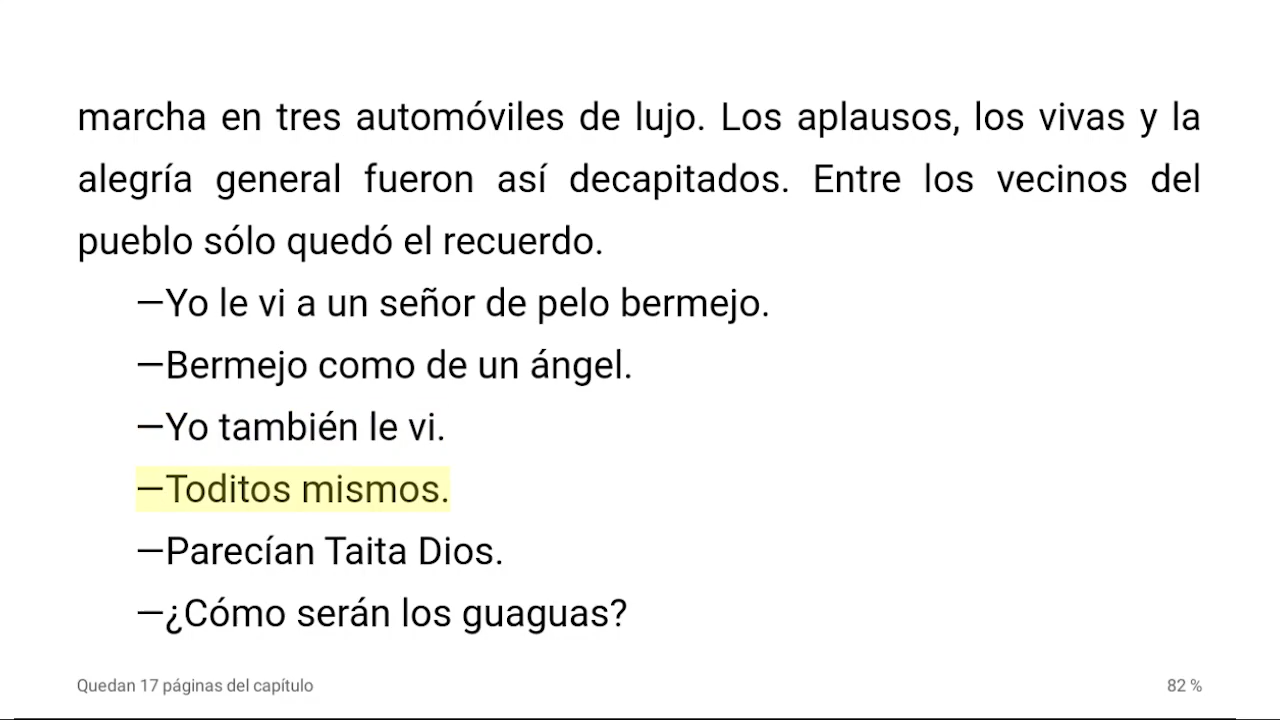 marcha en tres automóviles de lujo. Los aplausos, los vivas y la
alegría general fueron así decapitados. Entre los vecinos del
pueblo sólo quedó el recuerdo.
—Yo le vi a un señor de pelo bermejo.
—Bermejo como de un ángel.
—Yo también le vi.
—Toditos mismos.
—Parecían Taita Dios.
—¿Cómo serán los guaguas?
Quedan 17 páginas del capítulo
82 %